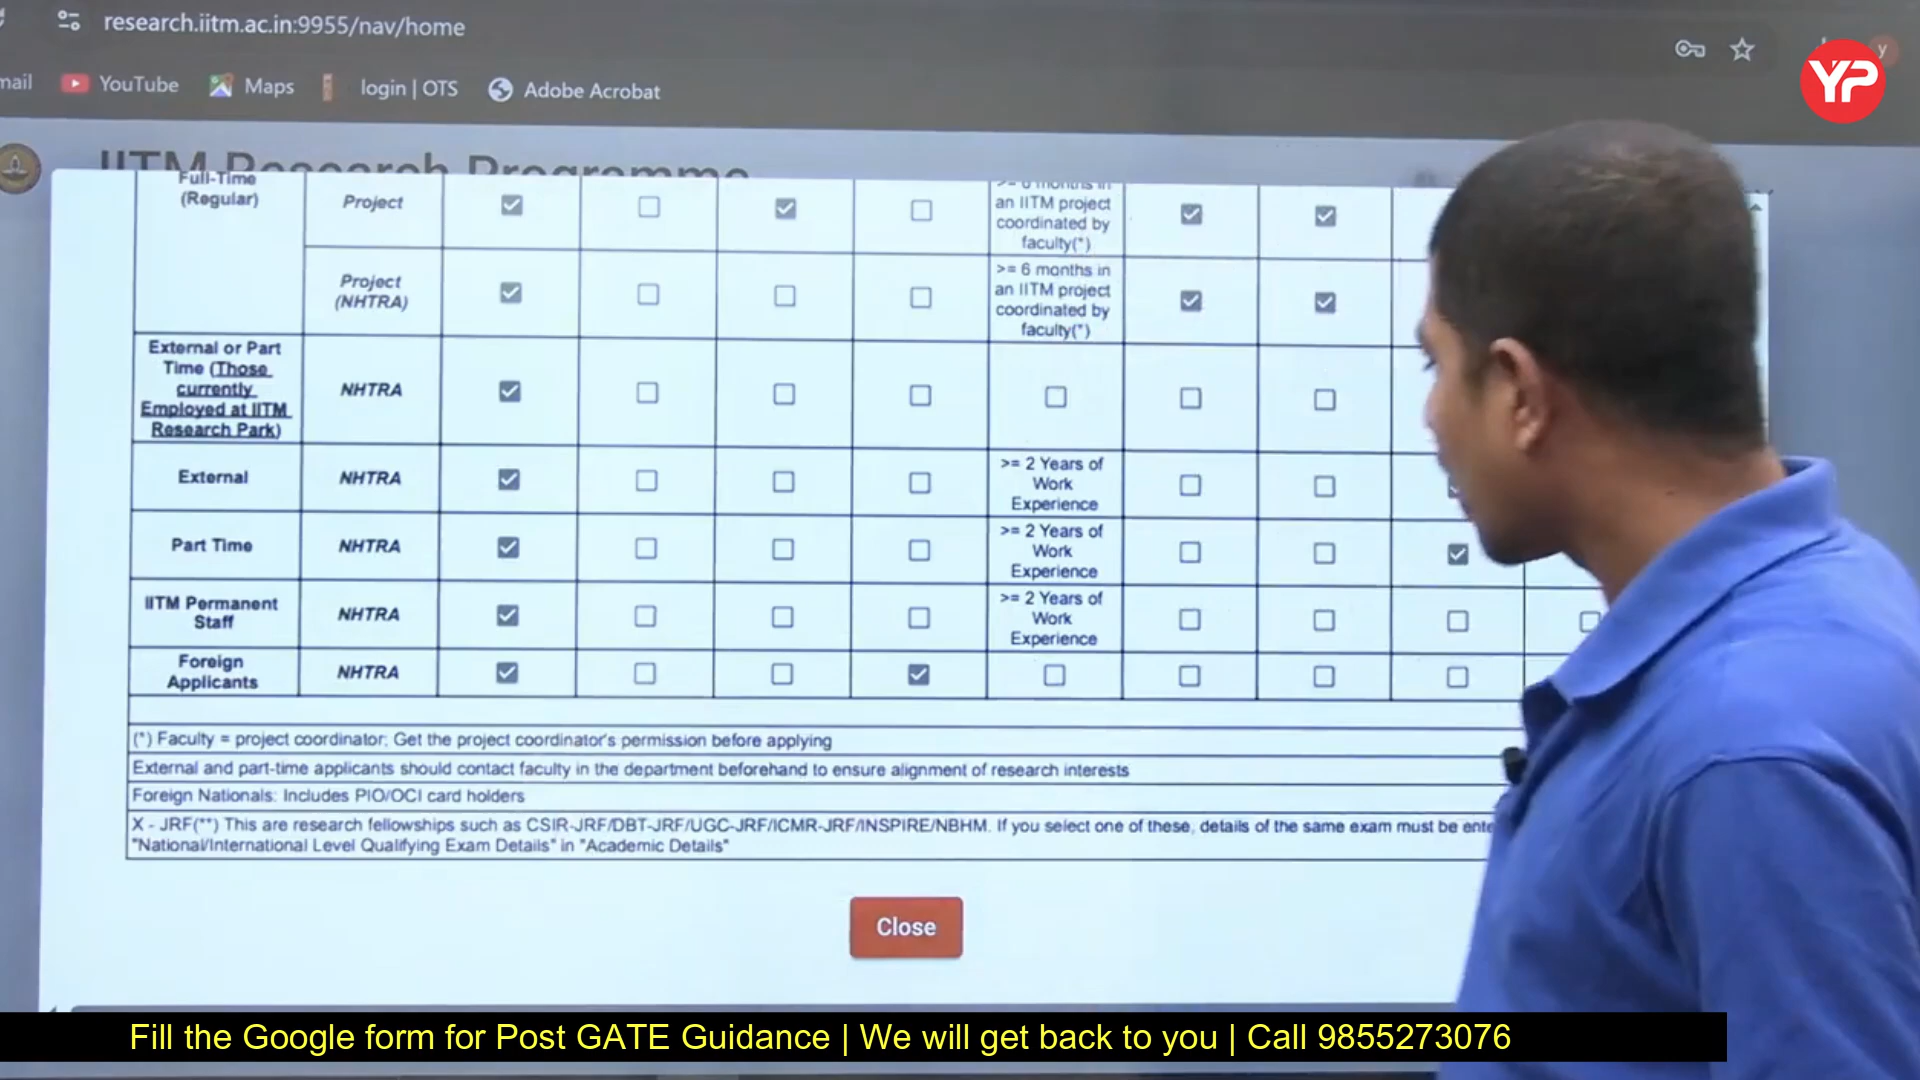 research.iitm.ac.in:9955/nav/home
mail YouTube Maps login | OTS Adobe Acrobat
y
YP
IITM Research Programme
Full-Time
(Regular)
Project
>= 6 months in
an IITM project
coordinated by
faculty(*)
Project
(NHTRA)
>= 6 months in
an IITM project
coordinated by
faculty(*)
External or Part
Time (Those
currently
Employed at IITM
Research Park)
NHTRA
External
NHTRA
>= 2 Years of
Work
Experience
Part Time
NHTRA
>= 2 Years of
Work
Experience
IITM Permanent
Staff
NHTRA
>= 2 Years of
Work
Experience
Foreign
Applicants
NHTRA
(*) Faculty = project coordinator; Get the project coordinator's permission before applying
External and part-time applicants should contact faculty in the department beforehand to ensure alignment of research interests
Foreign Nationals: Includes PIO/OCI card holders
X - JRF(**) This are research fellowships such as CSIR-JRF/DBT-JRF/UGC-JRF/ICMR-JRF/INSPIRE/NBHM. If you select one of these, details of the same exam must be ente
"National/International Level Qualifying Exam Details" in "Academic Details"
Close
Fill the Google form for Post GATE Guidance | We will get back to you | Call 9855273076